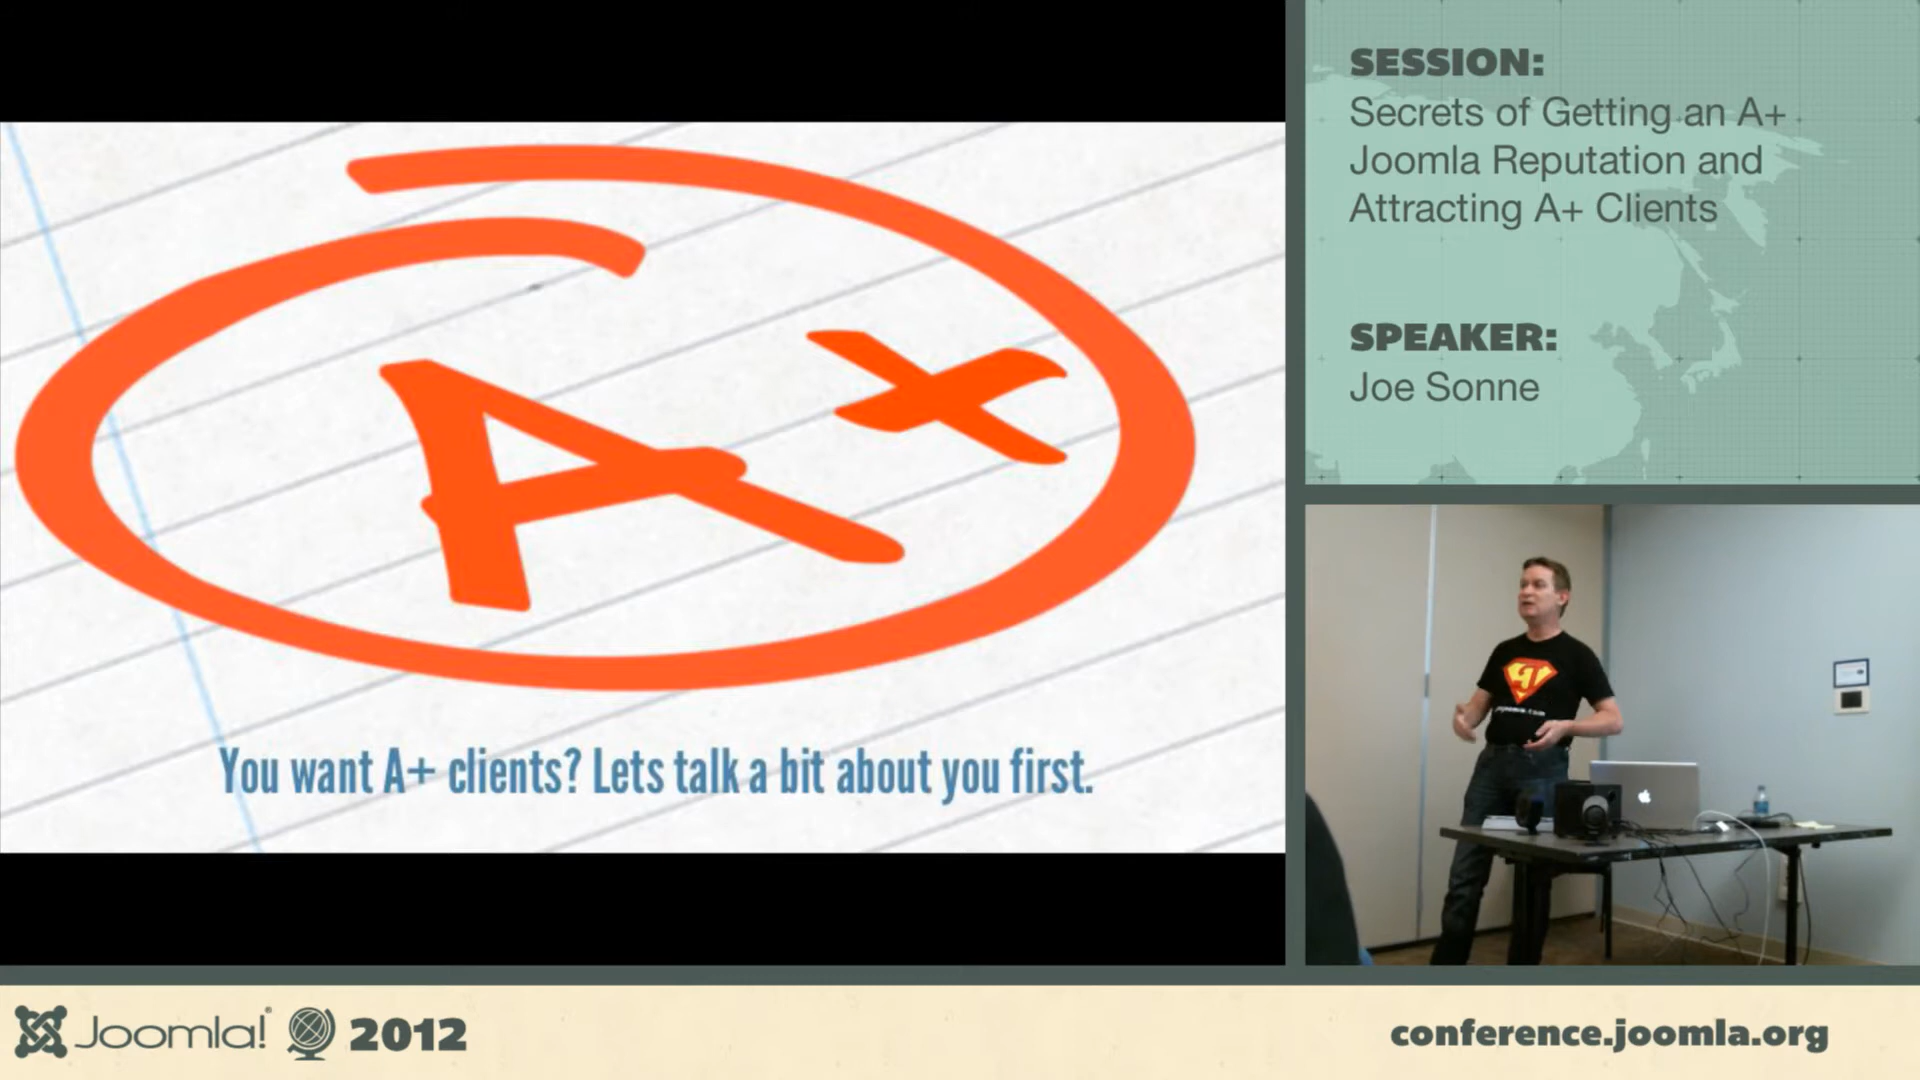 A+
You want A+ clients? Lets talk a bit about you first.
SESSION:
Secrets of Getting an A+
Joomla Reputation and
Attracting A+ Clients
SPEAKER:
Joe Sonne
Joomla!® 2012
conference.joomla.org